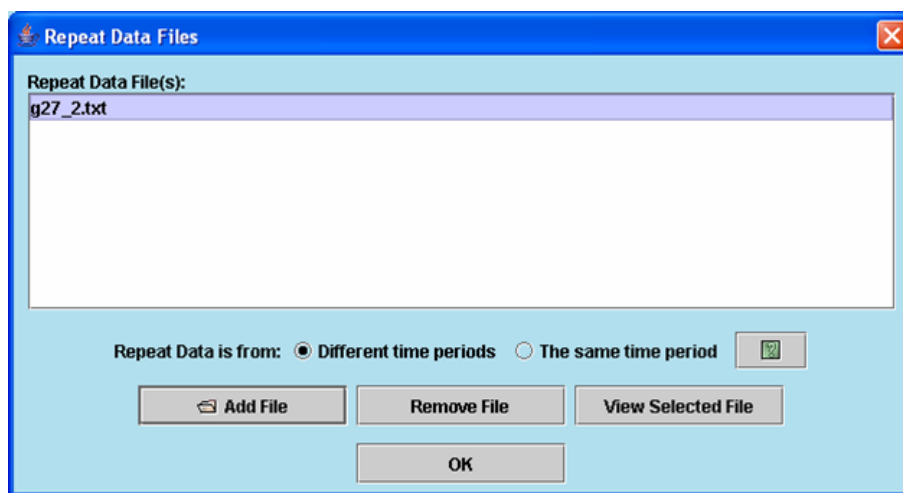 Repeat Data Files
Repeat Data File(s):
g27_2.txt
Repeat Data is from: Different time periods The same time period
Add File Remove File View Selected File
OK